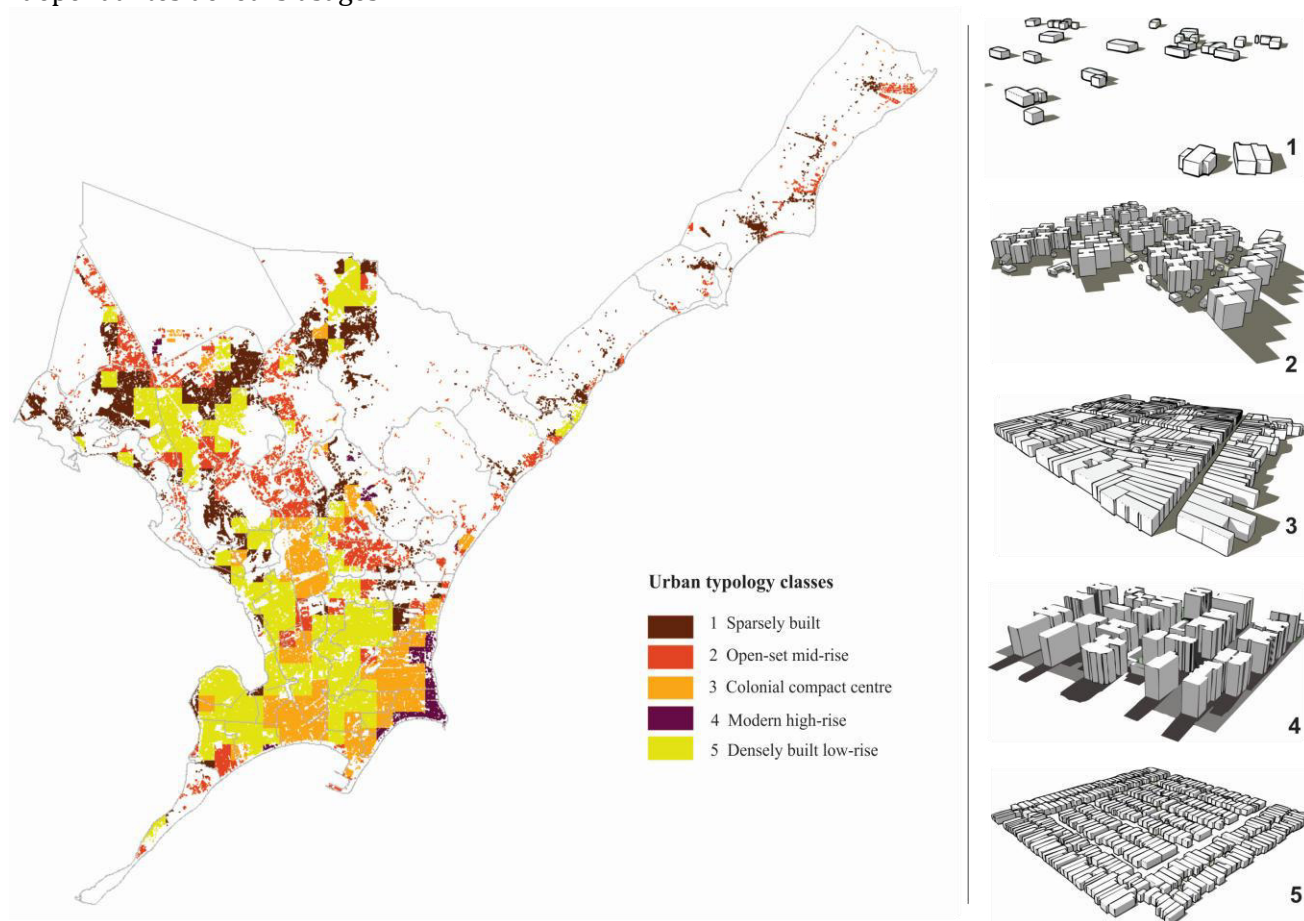 Urban typology classes
1 Sparsely built
2 Open-set mid-rise
3 Colonial compact centre
4 Modern high-rise
5 Densely built low-rise
1
2
3
4
5